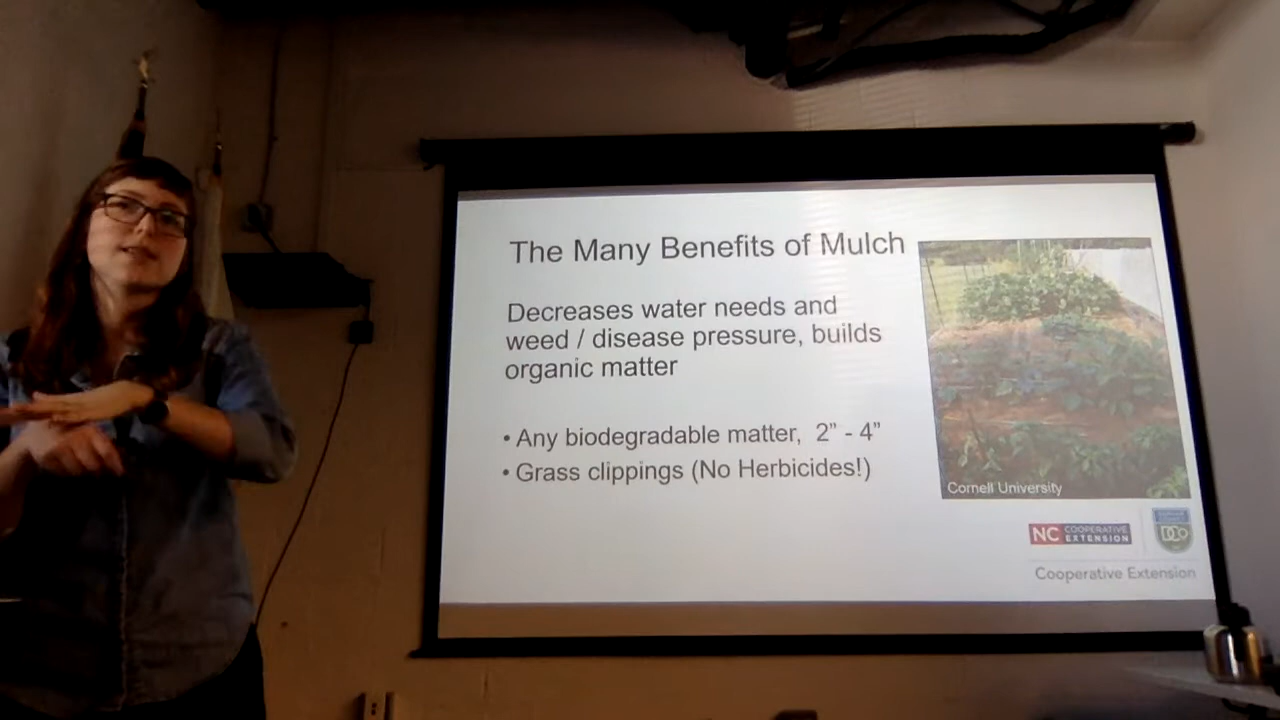 The Many Benefits of Mulch
Decreases water needs and
weed / disease pressure, builds
organic matter
• Any biodegradable matter, 2” - 4”
• Grass clippings (No Herbicides!)
Cornell University
NC COOPERATIVE
EXTENSION
DCo
Cooperative Extension